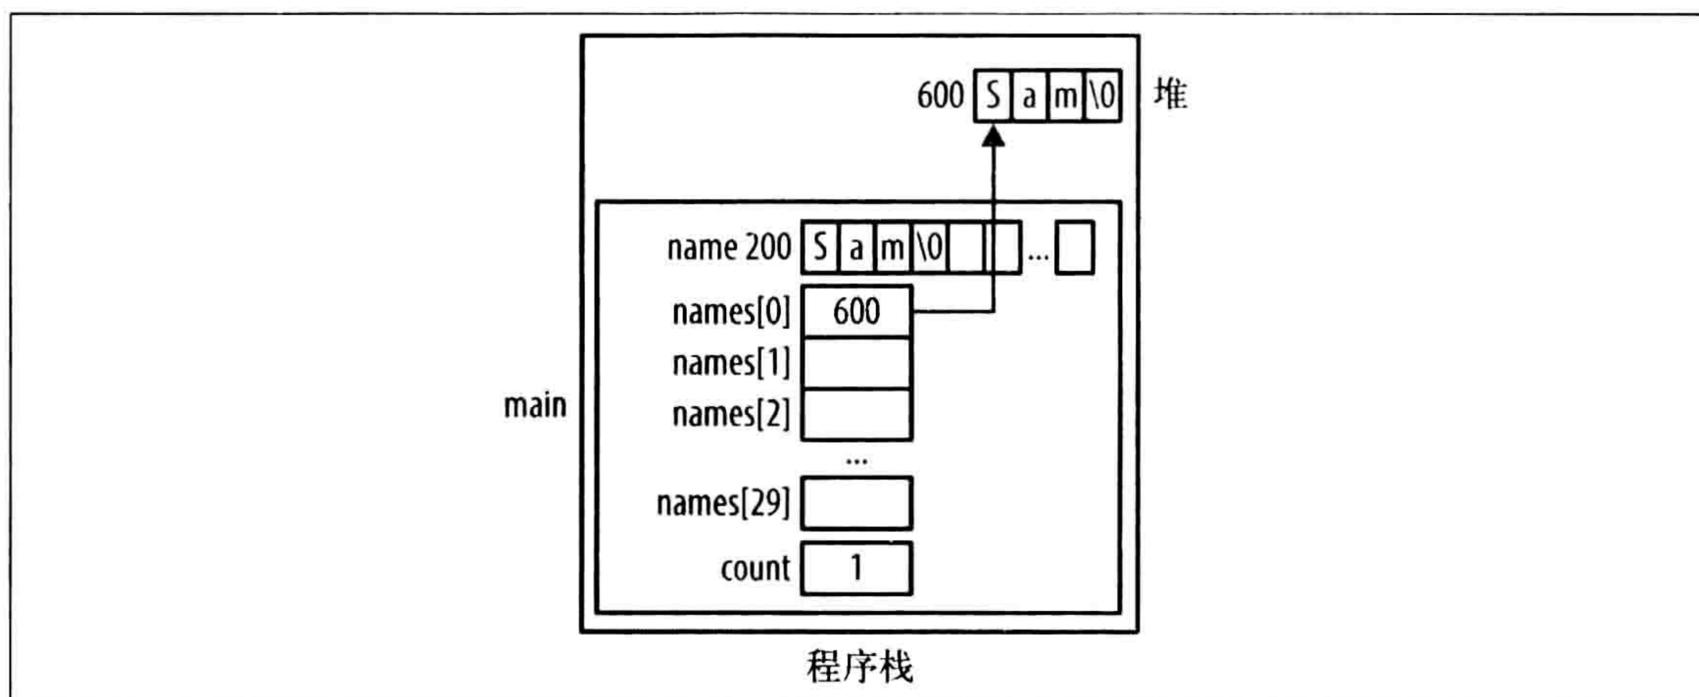 600 S a m \0 堆
name 200 S a m \0 ...
names[0] 600
names[1]
main
names[2]
...
names[29]
count 1
程序栈